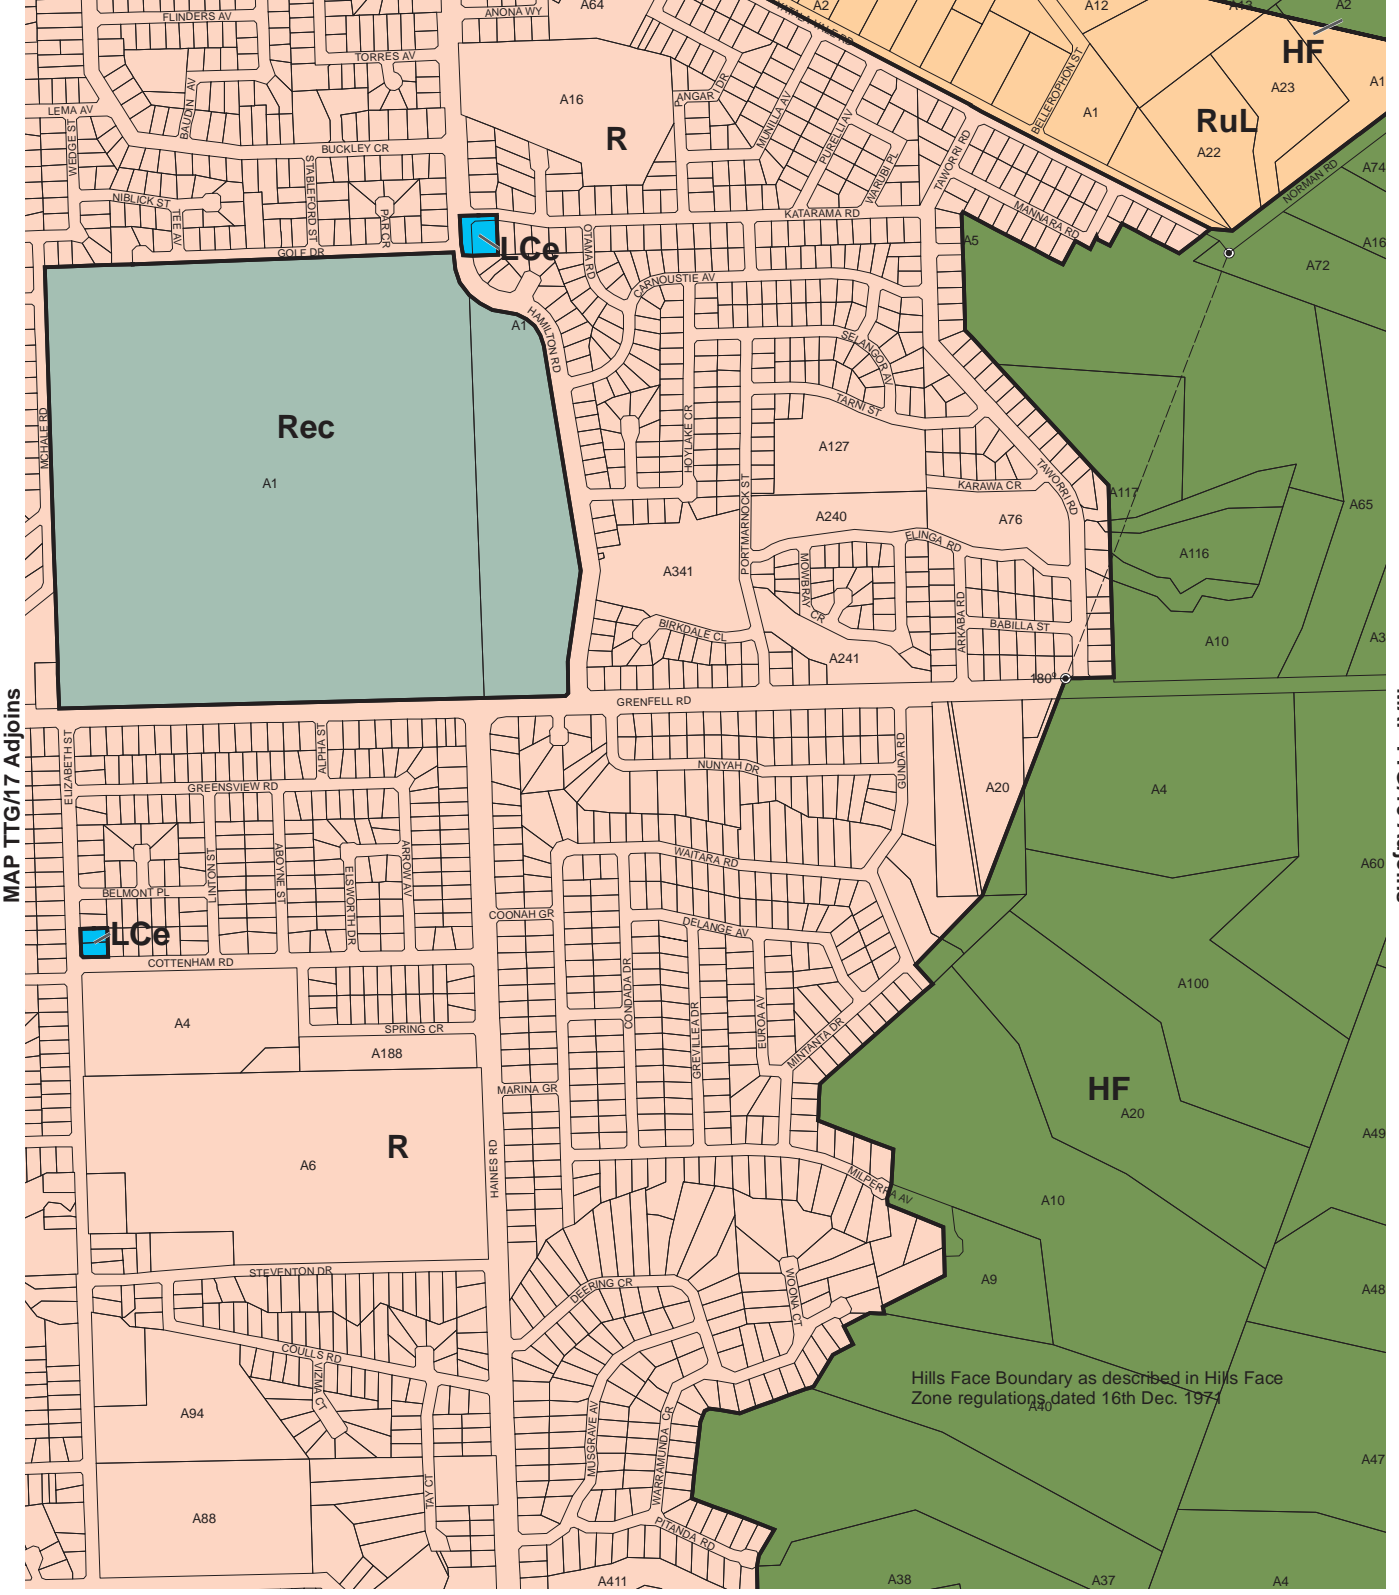 FLINDERS AV
ANONA WY
A64
A2
YATALA VALE RD
A12
A13
A2
HF
TORRES AV
A16
R
ANGAR
DR
MUNILLA AV
PURELLI AV
WARUBI PL
TAWORRI RD
BELLEROPHON ST
A1
RuL
A23
A22
A1
NORMAN RD
A74
LEMA AV
WEDGE ST
BAUDIN AV
BUCKLEY CR
STABLEFORD ST
NIBLICK ST
TEE AV
PAR CR
GOLF DR
LCe
OTAMA RD
KATARAMA RD
MANNARA RD
A5
A16
A72
CARNOUSTIE AV
HAMILTON RD
A1
SELANGOR AV
TARNI ST
MCHALE RD
Rec
A1
HOYLAKE CR
A127
PORTMARNOCK ST
KARAWA CR
TAWORRI RD
A117
A65
A240
A76
ELINGA RD
A116
A341
MOWBRAY CR
ARKABA RD
BABILLA ST
BIRKDALE CL
A241
A10
A3
180°
GRENFELL RD
MAP TTG/17 Adjoins
ELIZABETH ST
ALPHA ST
GREENSVIEW RD
NUNYAH DR
GUNDA RD
A20
A4
WAITARA RD
LINTON ST
ABOYNE ST
ELSWORTH DR
ARROW AV
BELMONT PL
A60
LCe
COTTENHAM RD
COONAH GR
DELANGE AV
CONDADA DR
GREVILLEA DR
EUROA AV
MINTANTA DR
A100
A4
SPRING CR
A188
MARINA GR
HF
A20
A49
R
A6
HAINES RD
MILPERRA AV
A10
STEVENTON DR
DEERING CR
WOONA CT
A9
A48
COULLS RD
VIZMA CT
Hills Face Boundary as described in Hills Face
Zone regulations dated 16th Dec. 1971
A40
A94
MUSGRAVE AV
WARRAMUNDA CR
A47
TAY CT
A88
PITANDA RD
A411
A38
A37
A4